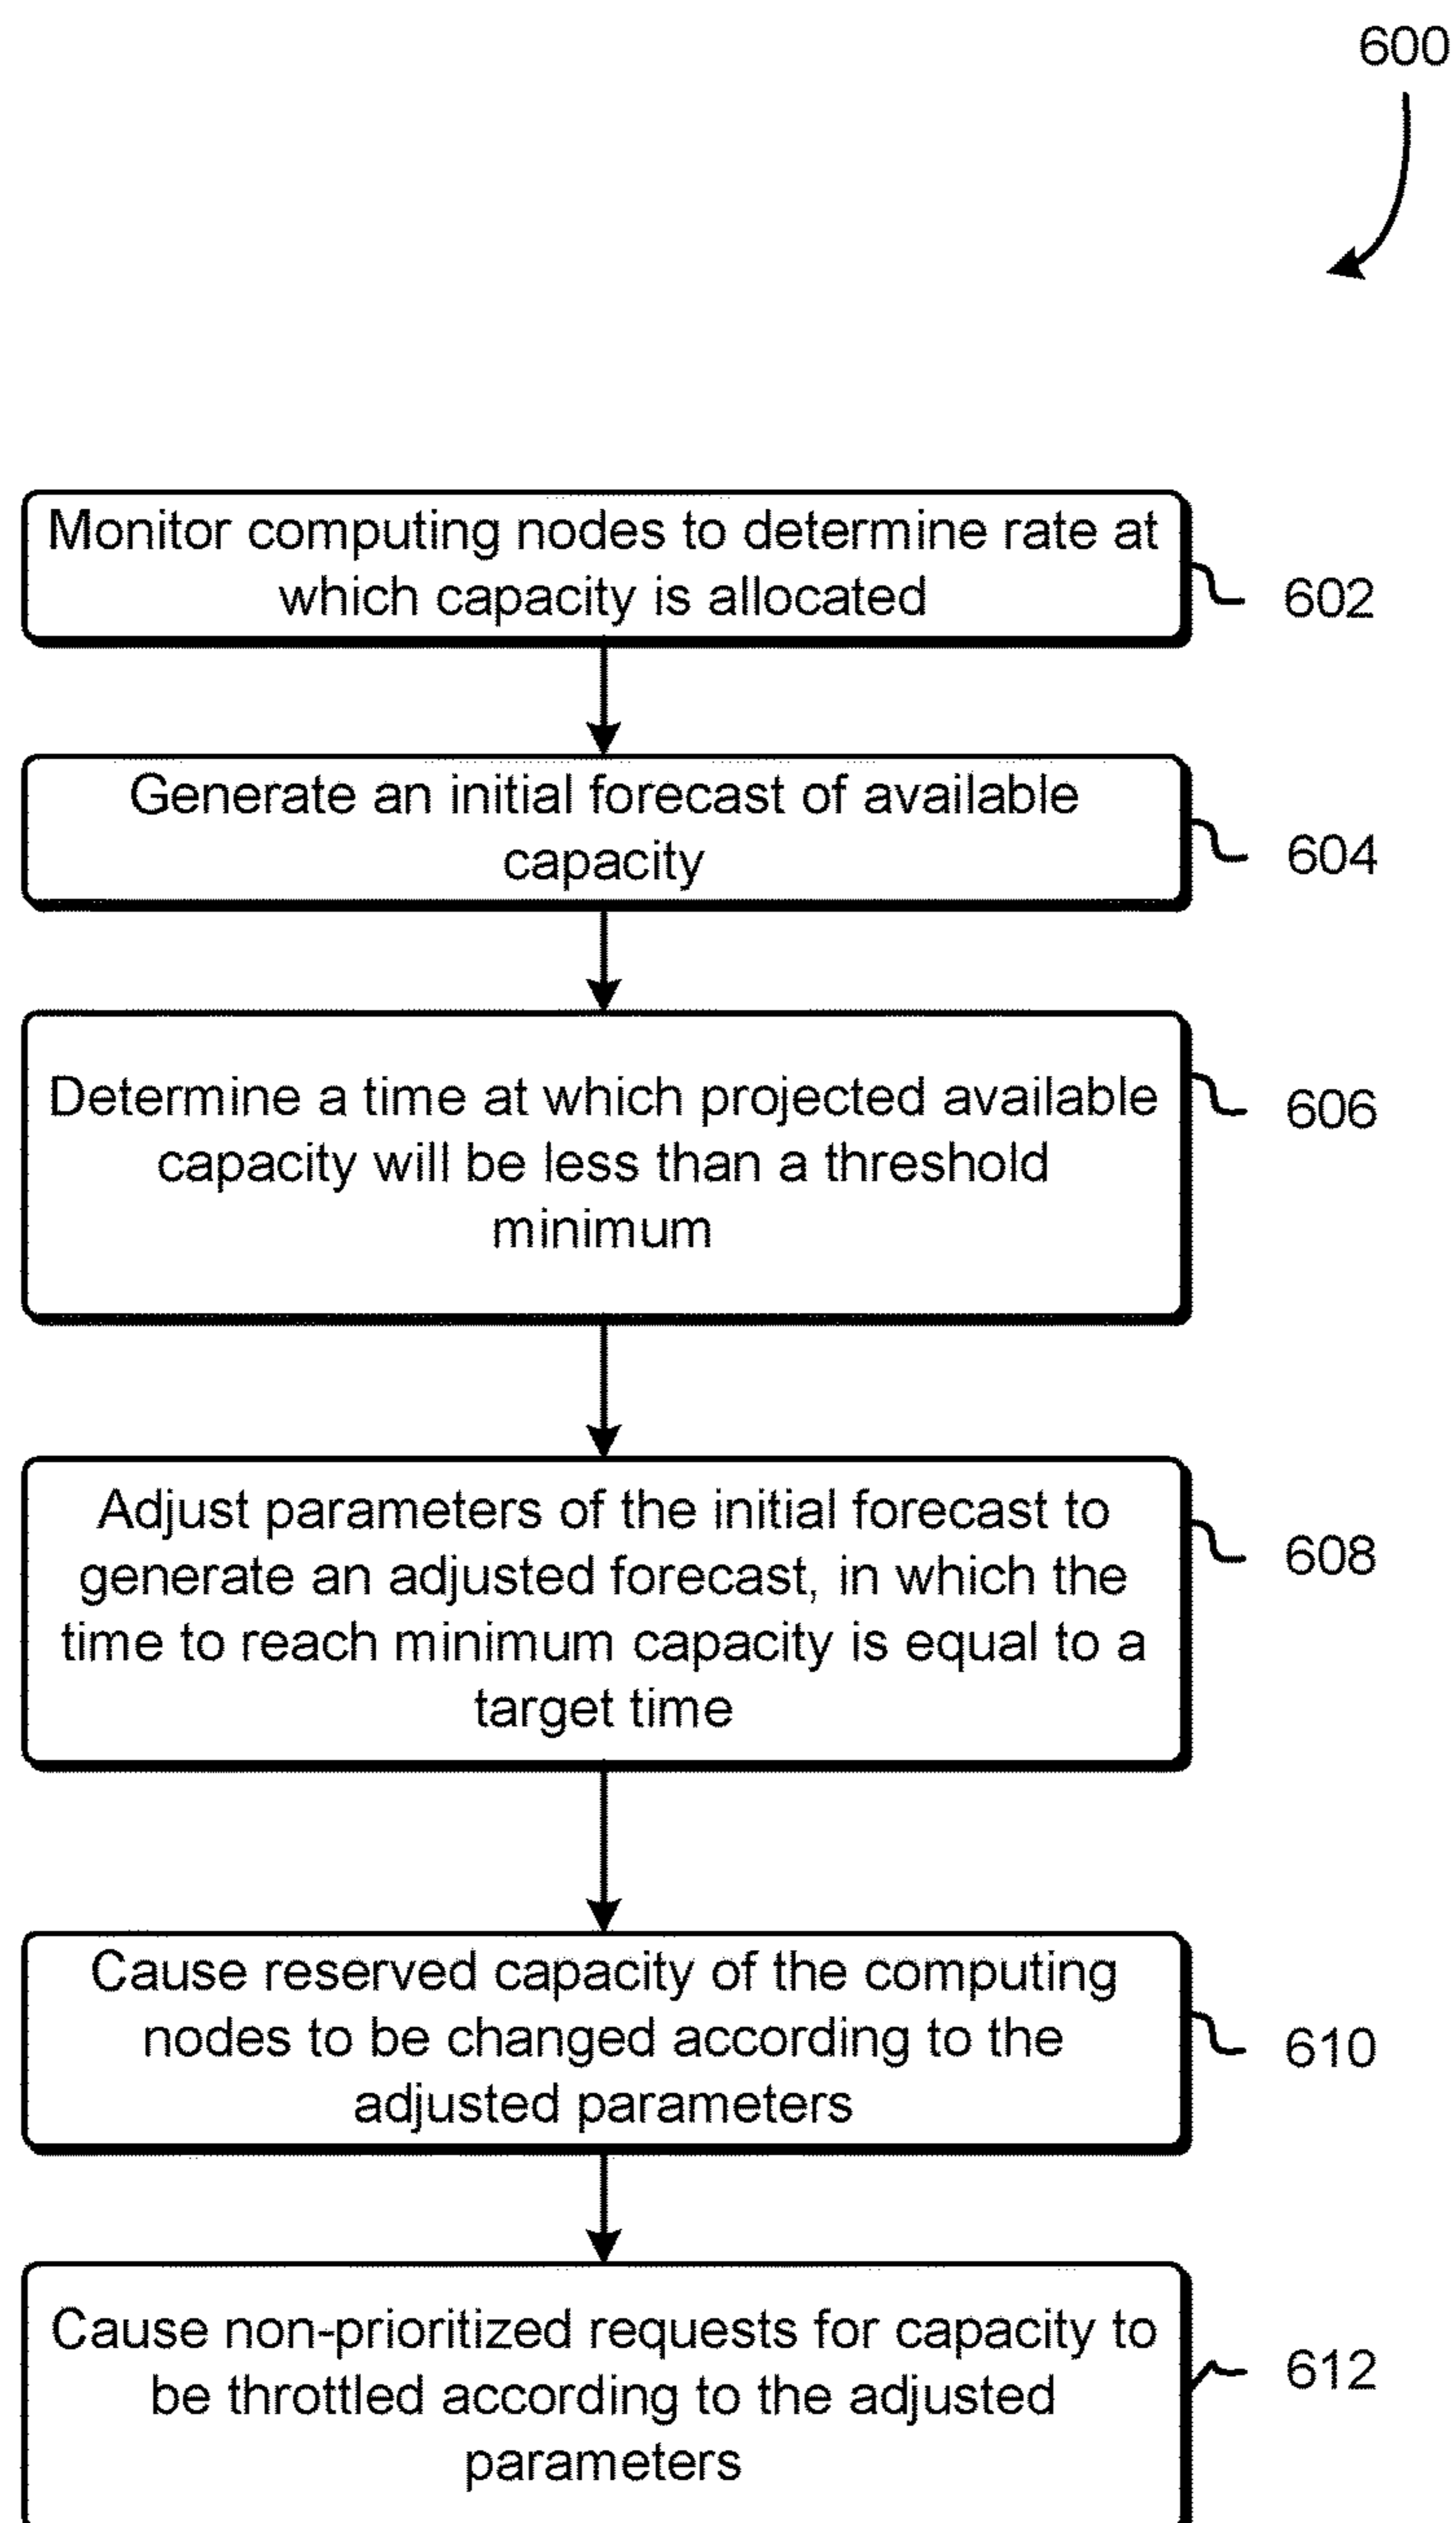 600
Monitor computing nodes to determine rate at
which capacity is allocated
602
Generate an initial forecast of available
capacity
604
Determine a time at which projected available
capacity will be less than a threshold
minimum
606
Adjust parameters of the initial forecast to
generate an adjusted forecast, in which the
time to reach minimum capacity is equal to a
target time
608
Cause reserved capacity of the computing
nodes to be changed according to the
adjusted parameters
610
Cause non-prioritized requests for capacity to
be throttled according to the adjusted
parameters
612